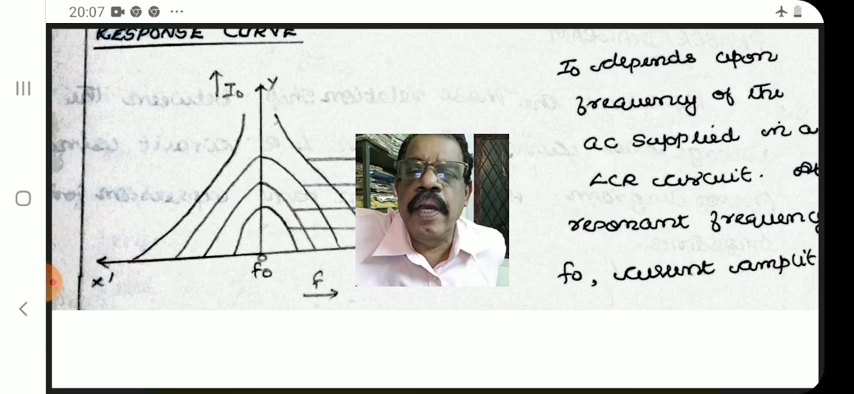 20:07
RESPONSE CURVE
↑I₀
Y
I₀ depends upon
frequency of the
ac supplied in a
LCR circuit. At
resonant frequency
f₀, current amplit
X'
f₀
f